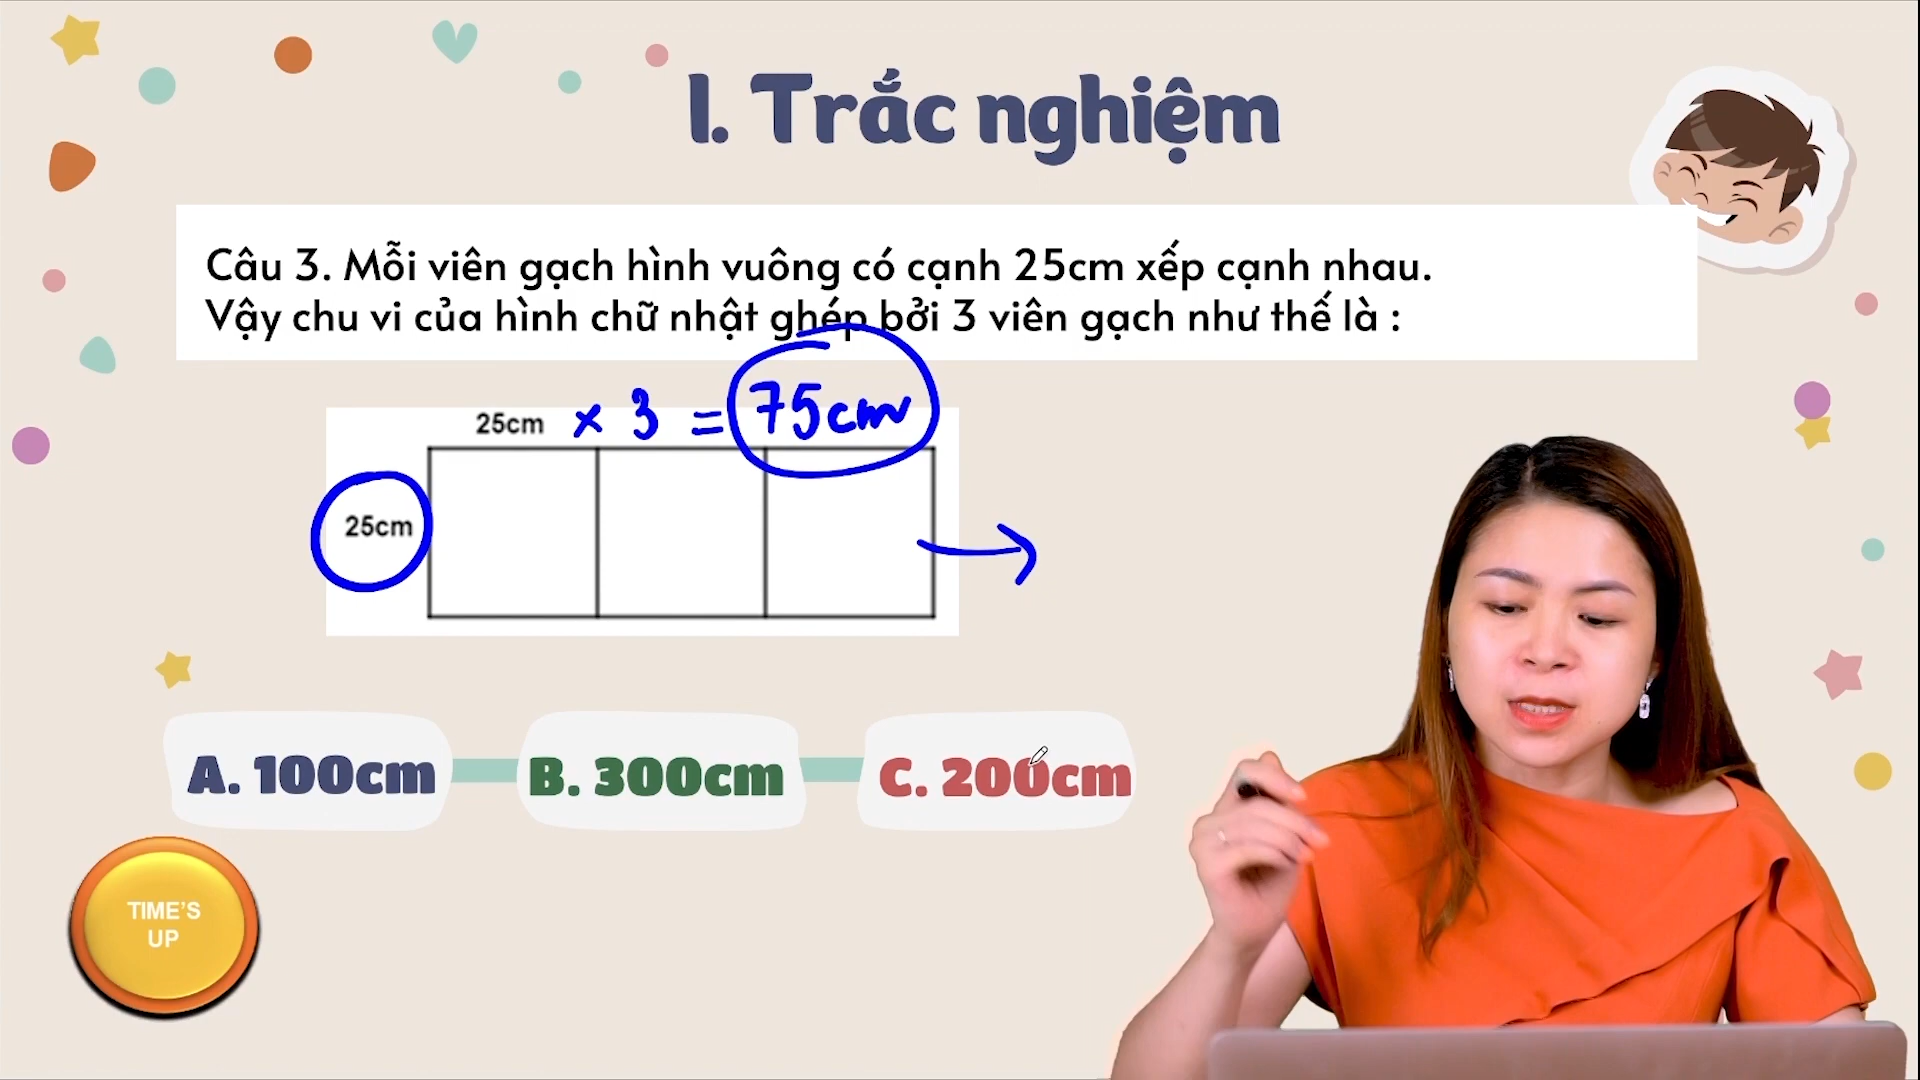 I. Trắc nghiệm
Câu 3. Mỗi viên gạch hình vuông có cạnh 25cm xếp cạnh nhau.
Vậy chu vi của hình chữ nhật ghép bởi 3 viên gạch như thế là :
25cm × 3 = 75cm
25cm
A. 100cm B. 300cm C. 200cm
TIME'S
UP